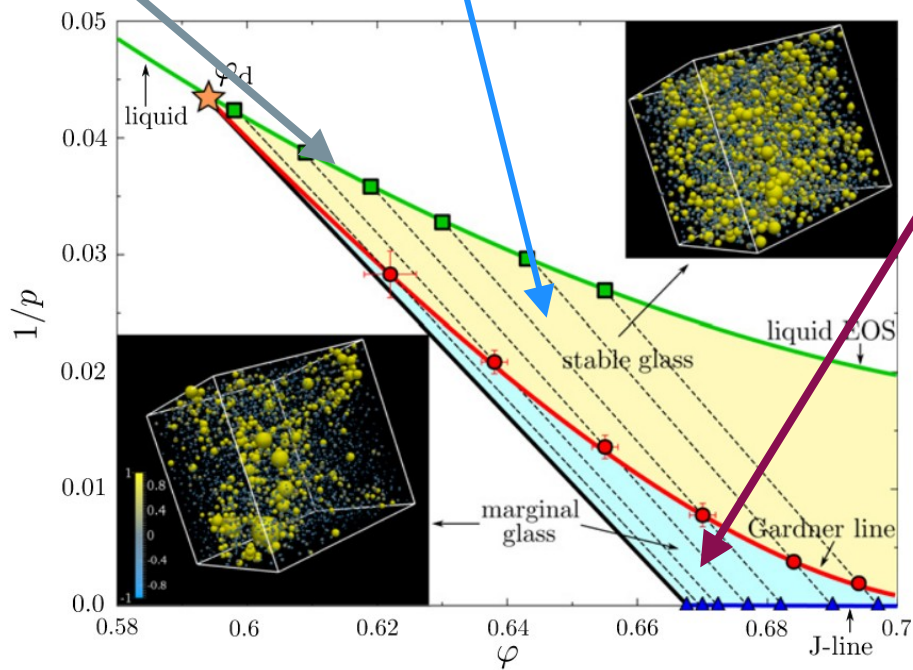 0.05
φd
liquid
0.04
0.03
1/p
liquid EOS
stable glass
0.02
1
0.8
0.4
0
-0.4
-0.8
-1
marginal
glass
0.01
Gardner line
0.0
0.58
0.6
0.62
0.64
0.66
0.68
0.7
J-line
φ